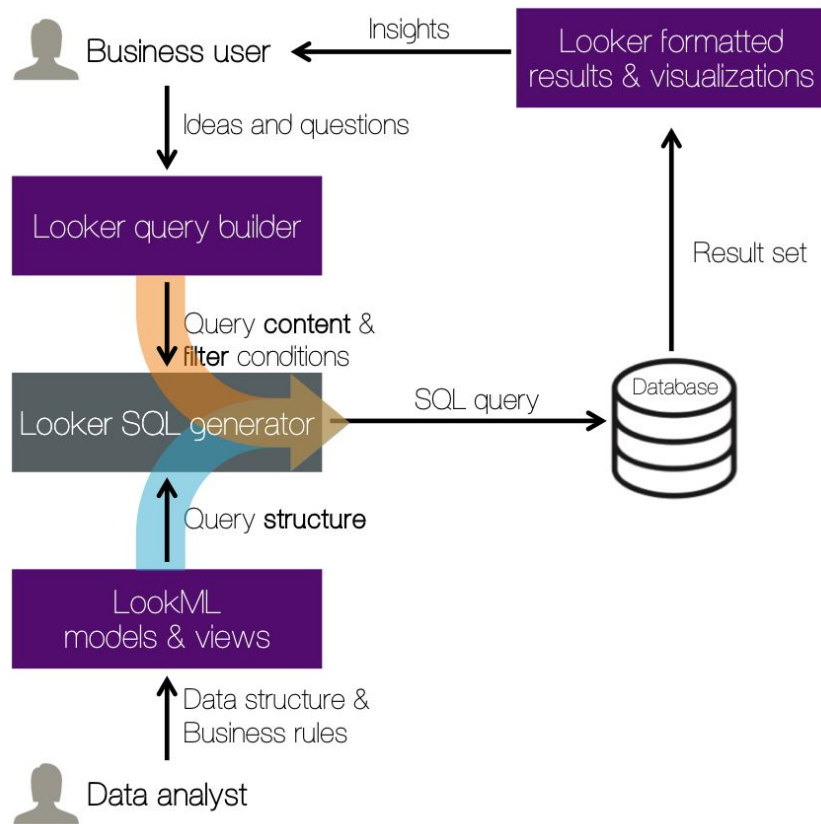 Business user
Insights
Looker formatted
results & visualizations
Ideas and questions
Looker query builder
Result set
Query content &
filter conditions
Looker SQL generator
SQL query
Database
Query structure
LookML
models & views
Data structure &
Business rules
Data analyst